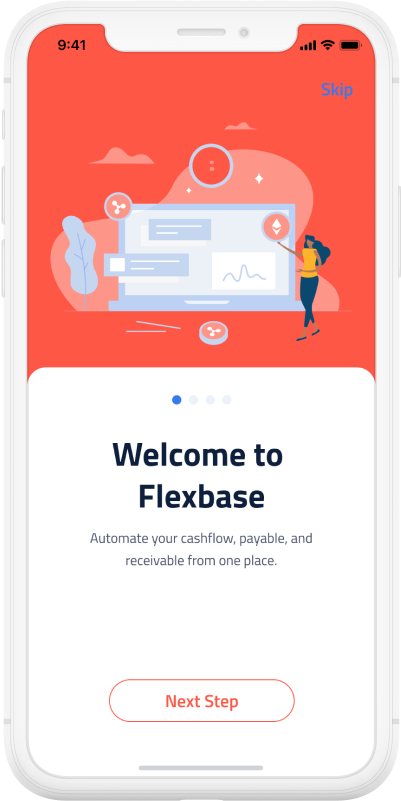 9:41
Skip
Welcome to
Flexbase
Automate your cashflow, payable, and
receivable from one place.
Next Step